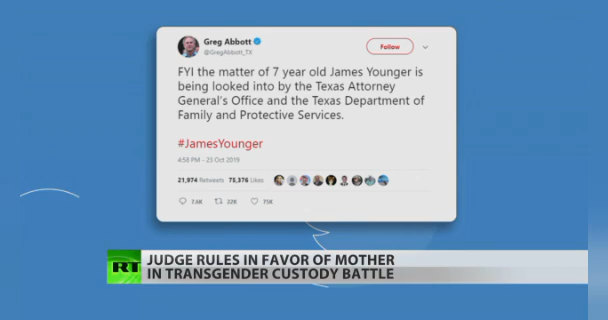 Greg Abbott
@GregAbbott_TX
Follow
FYI the matter of 7 year old James Younger is
being looked into by the Texas Attorney
General's Office and the Texas Department of
Family and Protective Services.
#JamesYounger
4:58 PM - 23 Oct 2019
21,974 Retweets 75,376 Likes
7.6K 22K 75K
RT
JUDGE RULES IN FAVOR OF MOTHER
IN TRANSGENDER CUSTODY BATTLE